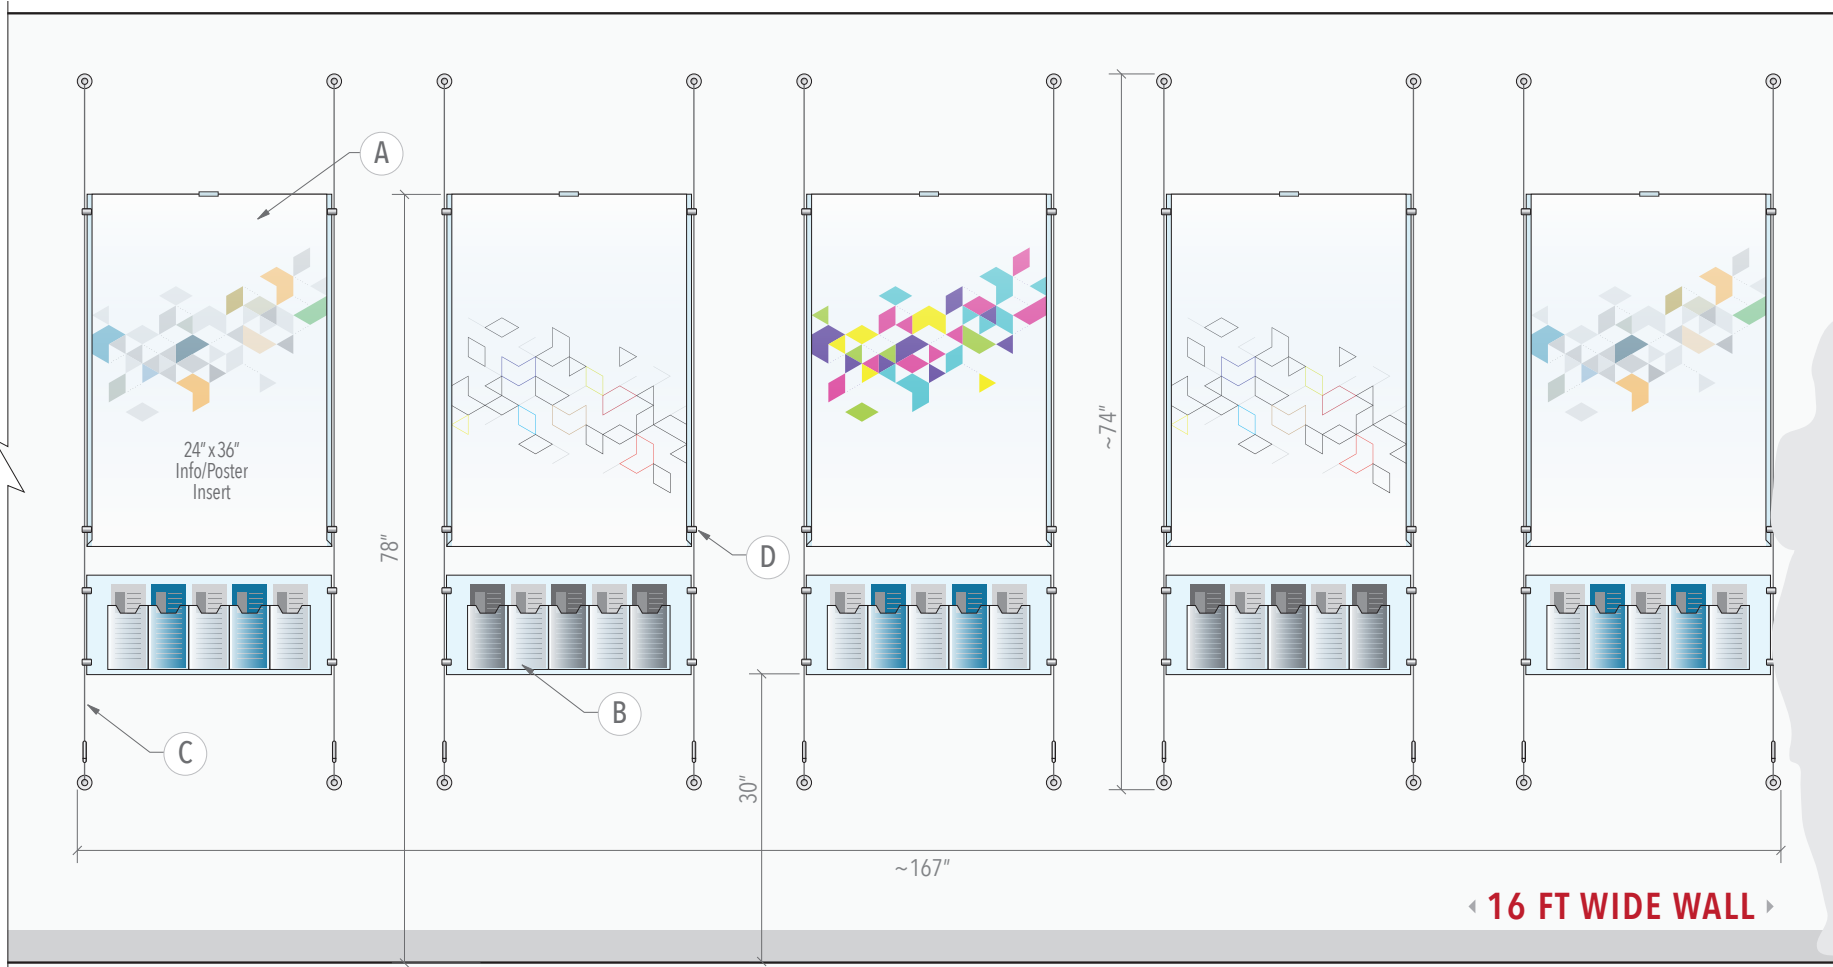 A
24" x 36"
Info/Poster
Insert
78"
D
~74"
B
C
30"
~167"
16 FT WIDE WALL